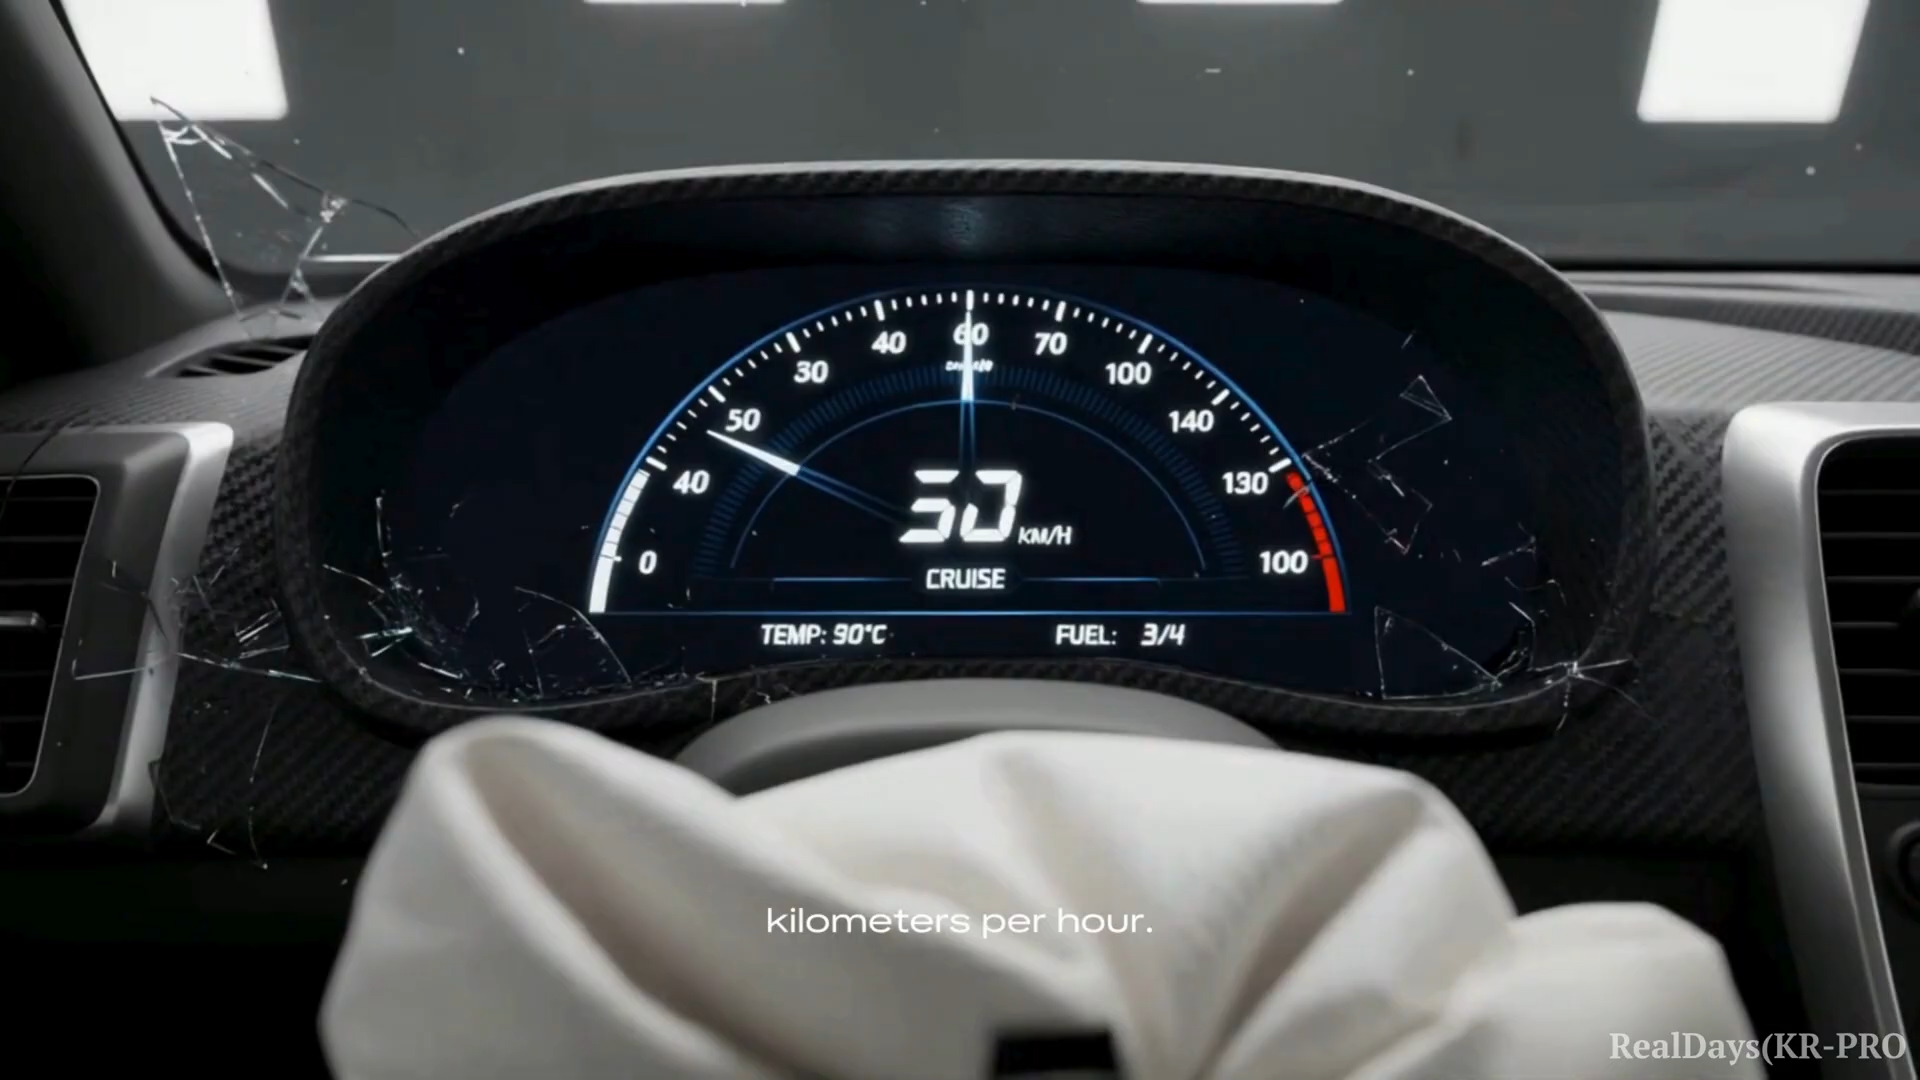 40 60 70
30 100
50 140
40 130
50 KM/H
0 100
CRUISE
TEMP: 90°C FUEL: 3/4
kilometers per hour.
RealDays(KR-PRO